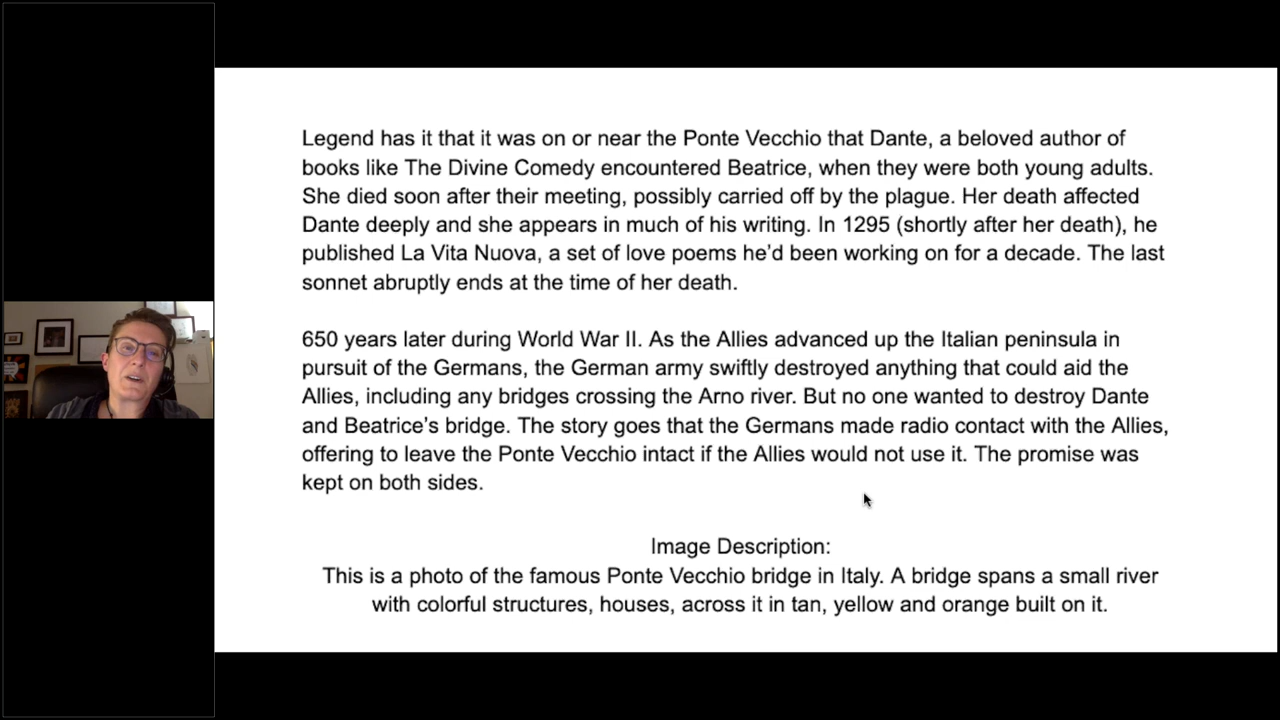 Legend has it that it was on or near the Ponte Vecchio that Dante, a beloved author of
books like The Divine Comedy encountered Beatrice, when they were both young adults.
She died soon after their meeting, possibly carried off by the plague. Her death affected
Dante deeply and she appears in much of his writing. In 1295 (shortly after her death), he
published La Vita Nuova, a set of love poems he’d been working on for a decade. The last
sonnet abruptly ends at the time of her death.
650 years later during World War II. As the Allies advanced up the Italian peninsula in
pursuit of the Germans, the German army swiftly destroyed anything that could aid the
Allies, including any bridges crossing the Arno river. But no one wanted to destroy Dante
and Beatrice’s bridge. The story goes that the Germans made radio contact with the Allies,
offering to leave the Ponte Vecchio intact if the Allies would not use it. The promise was
kept on both sides.
Image Description:
This is a photo of the famous Ponte Vecchio bridge in Italy. A bridge spans a small river
with colorful structures, houses, across it in tan, yellow and orange built on it.